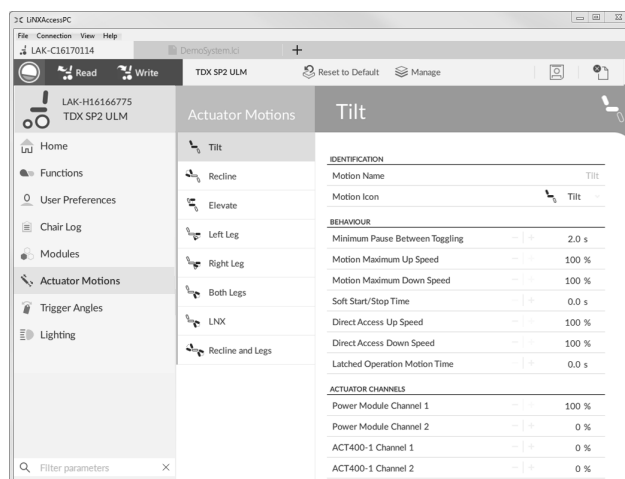 LiNXAccessPC
File Connection View Help
LAK-C16170114
DemoSystem.lci
Read
Write
TDX SP2 ULM
Reset to Default
Manage
LAK-H16166775
TDX SP2 ULM
Home
Functions
User Preferences
Chair Log
Modules
Actuator Motions
Trigger Angles
Lighting
Filter parameters
Actuator Motions
Tilt
Recline
Elevate
Left Leg
Right Leg
Both Legs
LNX
Recline and Legs
Tilt
IDENTIFICATION
Motion Name Tilt
Motion Icon Tilt
BEHAVIOUR
Minimum Pause Between Toggling − + 2.0 s
Motion Maximum Up Speed − + 100 %
Motion Maximum Down Speed − + 100 %
Soft Start/Stop Time − + 0.0 s
Direct Access Up Speed − + 100 %
Direct Access Down Speed − + 100 %
Latched Operation Motion Time − + 0.0 s
ACTUATOR CHANNELS
Power Module Channel 1 − + 100 %
Power Module Channel 2 − + 0 %
ACT400-1 Channel 1 − + 0 %
ACT400-1 Channel 2 − + 0 %